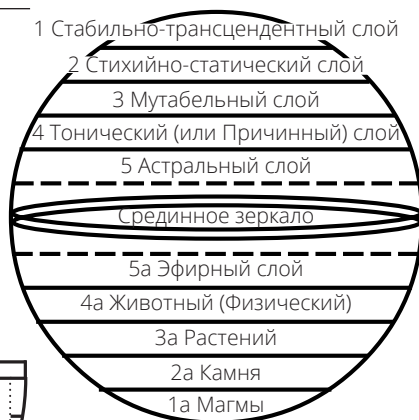 1 Стабильно-трансцендентный слой
2 Стихийно-статический слой
3 Мутабельный слой
4 Тонический (или Причинный) слой
5 Астральный слой
Срединное зеркало
5а Эфирный слой
4а Животный (Физический)
3а Растений
2а Камня
1а Магмы